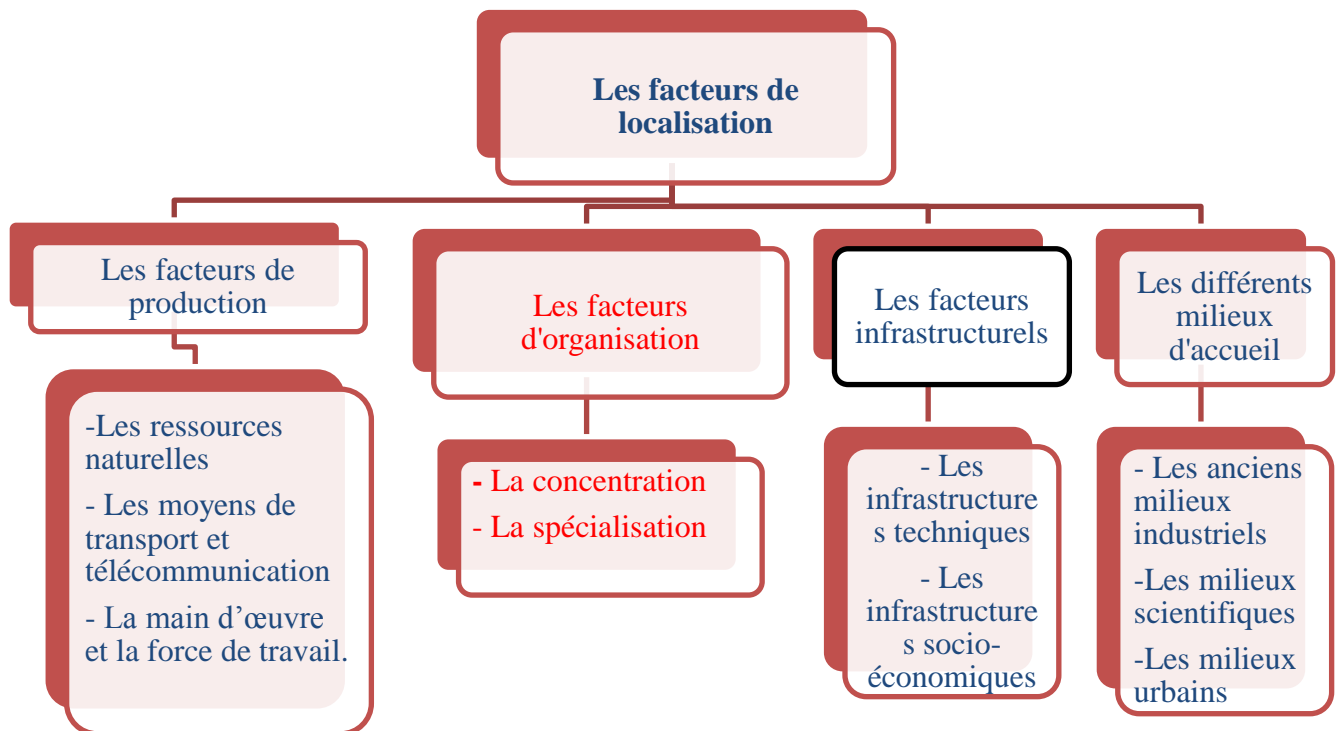 Les facteurs de
localisation
Les facteurs de
production
-Les ressources
naturelles
- Les moyens de
transport et
télécommunication
- La main d’œuvre
et la force de travail.
Les facteurs
d'organisation
- La concentration
- La spécialisation
Les facteurs
infrastructurels
- Les
infrastructure
s techniques
- Les
infrastructure
s socio-
économiques
Les différents
milieux
d'accueil
- Les anciens
milieux
industriels
-Les milieux
scientifiques
-Les milieux
urbains